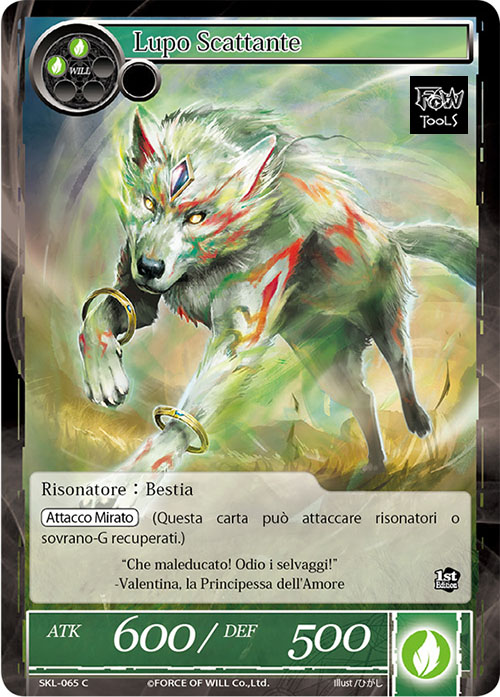 Lupo Scattante
WILL
FOW
TOOLS
Risonatore : Bestia
Attacco Mirato (Questa carta può attaccare risonatori o
sovrano-G recuperati.)
“Che maleducato! Odio i selvaggi!”
-Valentina, la Principessa dell'Amore
1st
Edition
ATK 600 / DEF 500
SKL-065 C ©FORCE OF WILL Co.,Ltd. Illust/ひがし